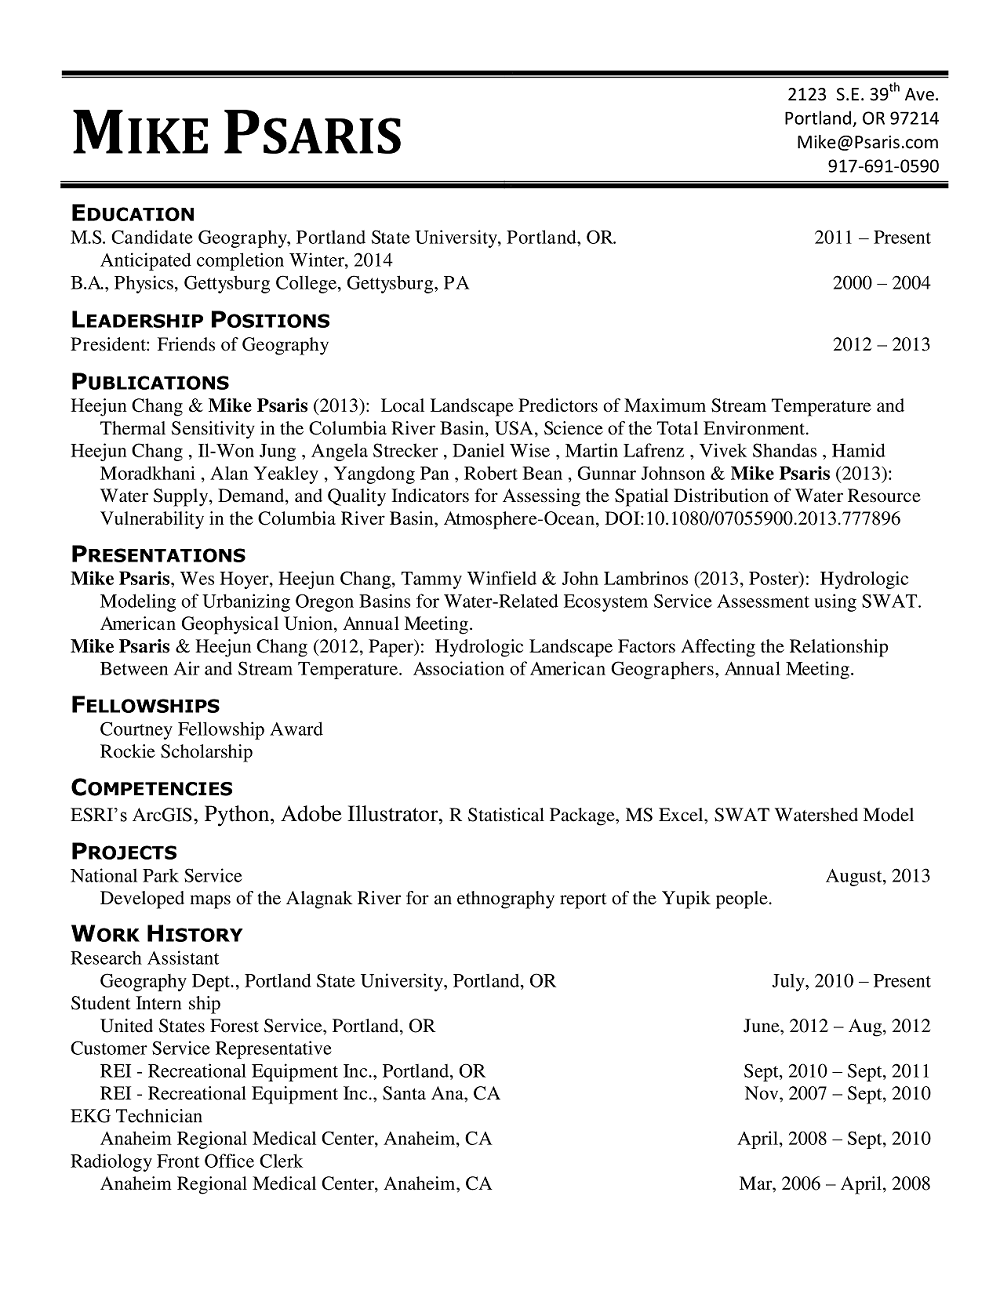 MIKE PSARIS
2123 S.E. 39th Ave.
Portland, OR 97214
Mike@Psaris.com
917-691-0590
EDUCATION
M.S. Candidate Geography, Portland State University, Portland, OR. 2011 – Present
Anticipated completion Winter, 2014
B.A., Physics, Gettysburg College, Gettysburg, PA 2000 – 2004
LEADERSHIP POSITIONS
President: Friends of Geography 2012 – 2013
PUBLICATIONS
Heejun Chang & Mike Psaris (2013): Local Landscape Predictors of Maximum Stream Temperature and
Thermal Sensitivity in the Columbia River Basin, USA, Science of the Total Environment.
Heejun Chang , Il-Won Jung , Angela Strecker , Daniel Wise , Martin Lafrenz , Vivek Shandas , Hamid
Moradkhani , Alan Yeakley , Yangdong Pan , Robert Bean , Gunnar Johnson & Mike Psaris (2013):
Water Supply, Demand, and Quality Indicators for Assessing the Spatial Distribution of Water Resource
Vulnerability in the Columbia River Basin, Atmosphere-Ocean, DOI:10.1080/07055900.2013.777896
PRESENTATIONS
Mike Psaris, Wes Hoyer, Heejun Chang, Tammy Winfield & John Lambrinos (2013, Poster): Hydrologic
Modeling of Urbanizing Oregon Basins for Water-Related Ecosystem Service Assessment using SWAT.
American Geophysical Union, Annual Meeting.
Mike Psaris & Heejun Chang (2012, Paper): Hydrologic Landscape Factors Affecting the Relationship
Between Air and Stream Temperature. Association of American Geographers, Annual Meeting.
FELLOWSHIPS
Courtney Fellowship Award
Rockie Scholarship
COMPETENCIES
ESRI's ArcGIS, Python, Adobe Illustrator, R Statistical Package, MS Excel, SWAT Watershed Model
PROJECTS
National Park Service August, 2013
Developed maps of the Alagnak River for an ethnography report of the Yupik people.
WORK HISTORY
Research Assistant
Geography Dept., Portland State University, Portland, OR July, 2010 – Present
Student Intern ship
United States Forest Service, Portland, OR June, 2012 – Aug, 2012
Customer Service Representative
REI - Recreational Equipment Inc., Portland, OR Sept, 2010 – Sept, 2011
REI - Recreational Equipment Inc., Santa Ana, CA Nov, 2007 – Sept, 2010
EKG Technician
Anaheim Regional Medical Center, Anaheim, CA April, 2008 – Sept, 2010
Radiology Front Office Clerk
Anaheim Regional Medical Center, Anaheim, CA Mar, 2006 – April, 2008